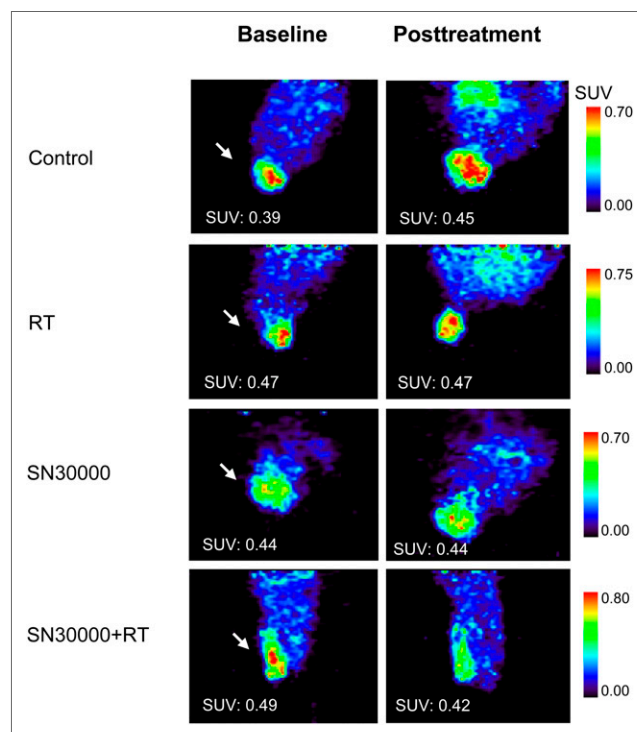 Baseline Posttreatment
SUV
Control
0.70
0.00
SUV: 0.39
SUV: 0.45
RT
0.75
0.00
SUV: 0.47
SUV: 0.47
SN30000
0.70
0.00
SUV: 0.44
SUV: 0.44
SN30000+RT
0.80
0.00
SUV: 0.49
SUV: 0.42